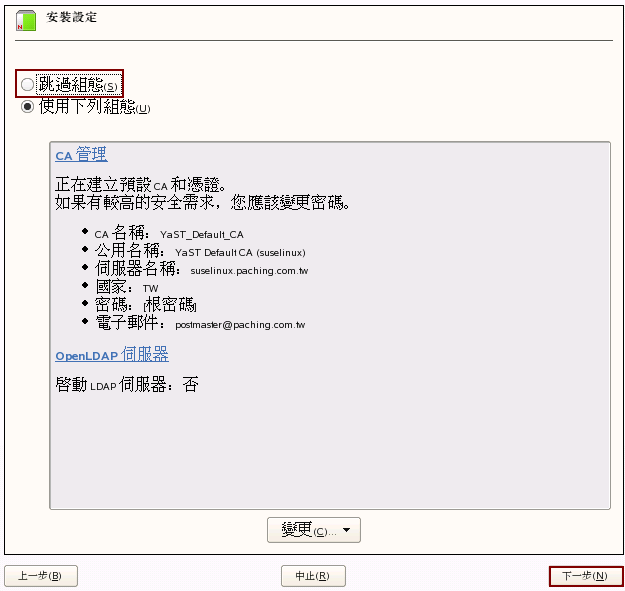 安裝設定
跳過組態(S)
使用下列組態(U)
CA 管理
正在建立預設 CA 和憑證。
如果有較高的安全需求，您應該變更密碼。
CA 名稱： YaST_Default_CA
公用名稱： YaST Default CA (suselinux)
伺服器名稱： suselinux.paching.com.tw
國家： TW
密碼： [根密碼]
電子郵件： postmaster@paching.com.tw
OpenLDAP 伺服器
啓動 LDAP 伺服器： 否
變更(C)...
上一步(B) 中止(R) 下一步(N)